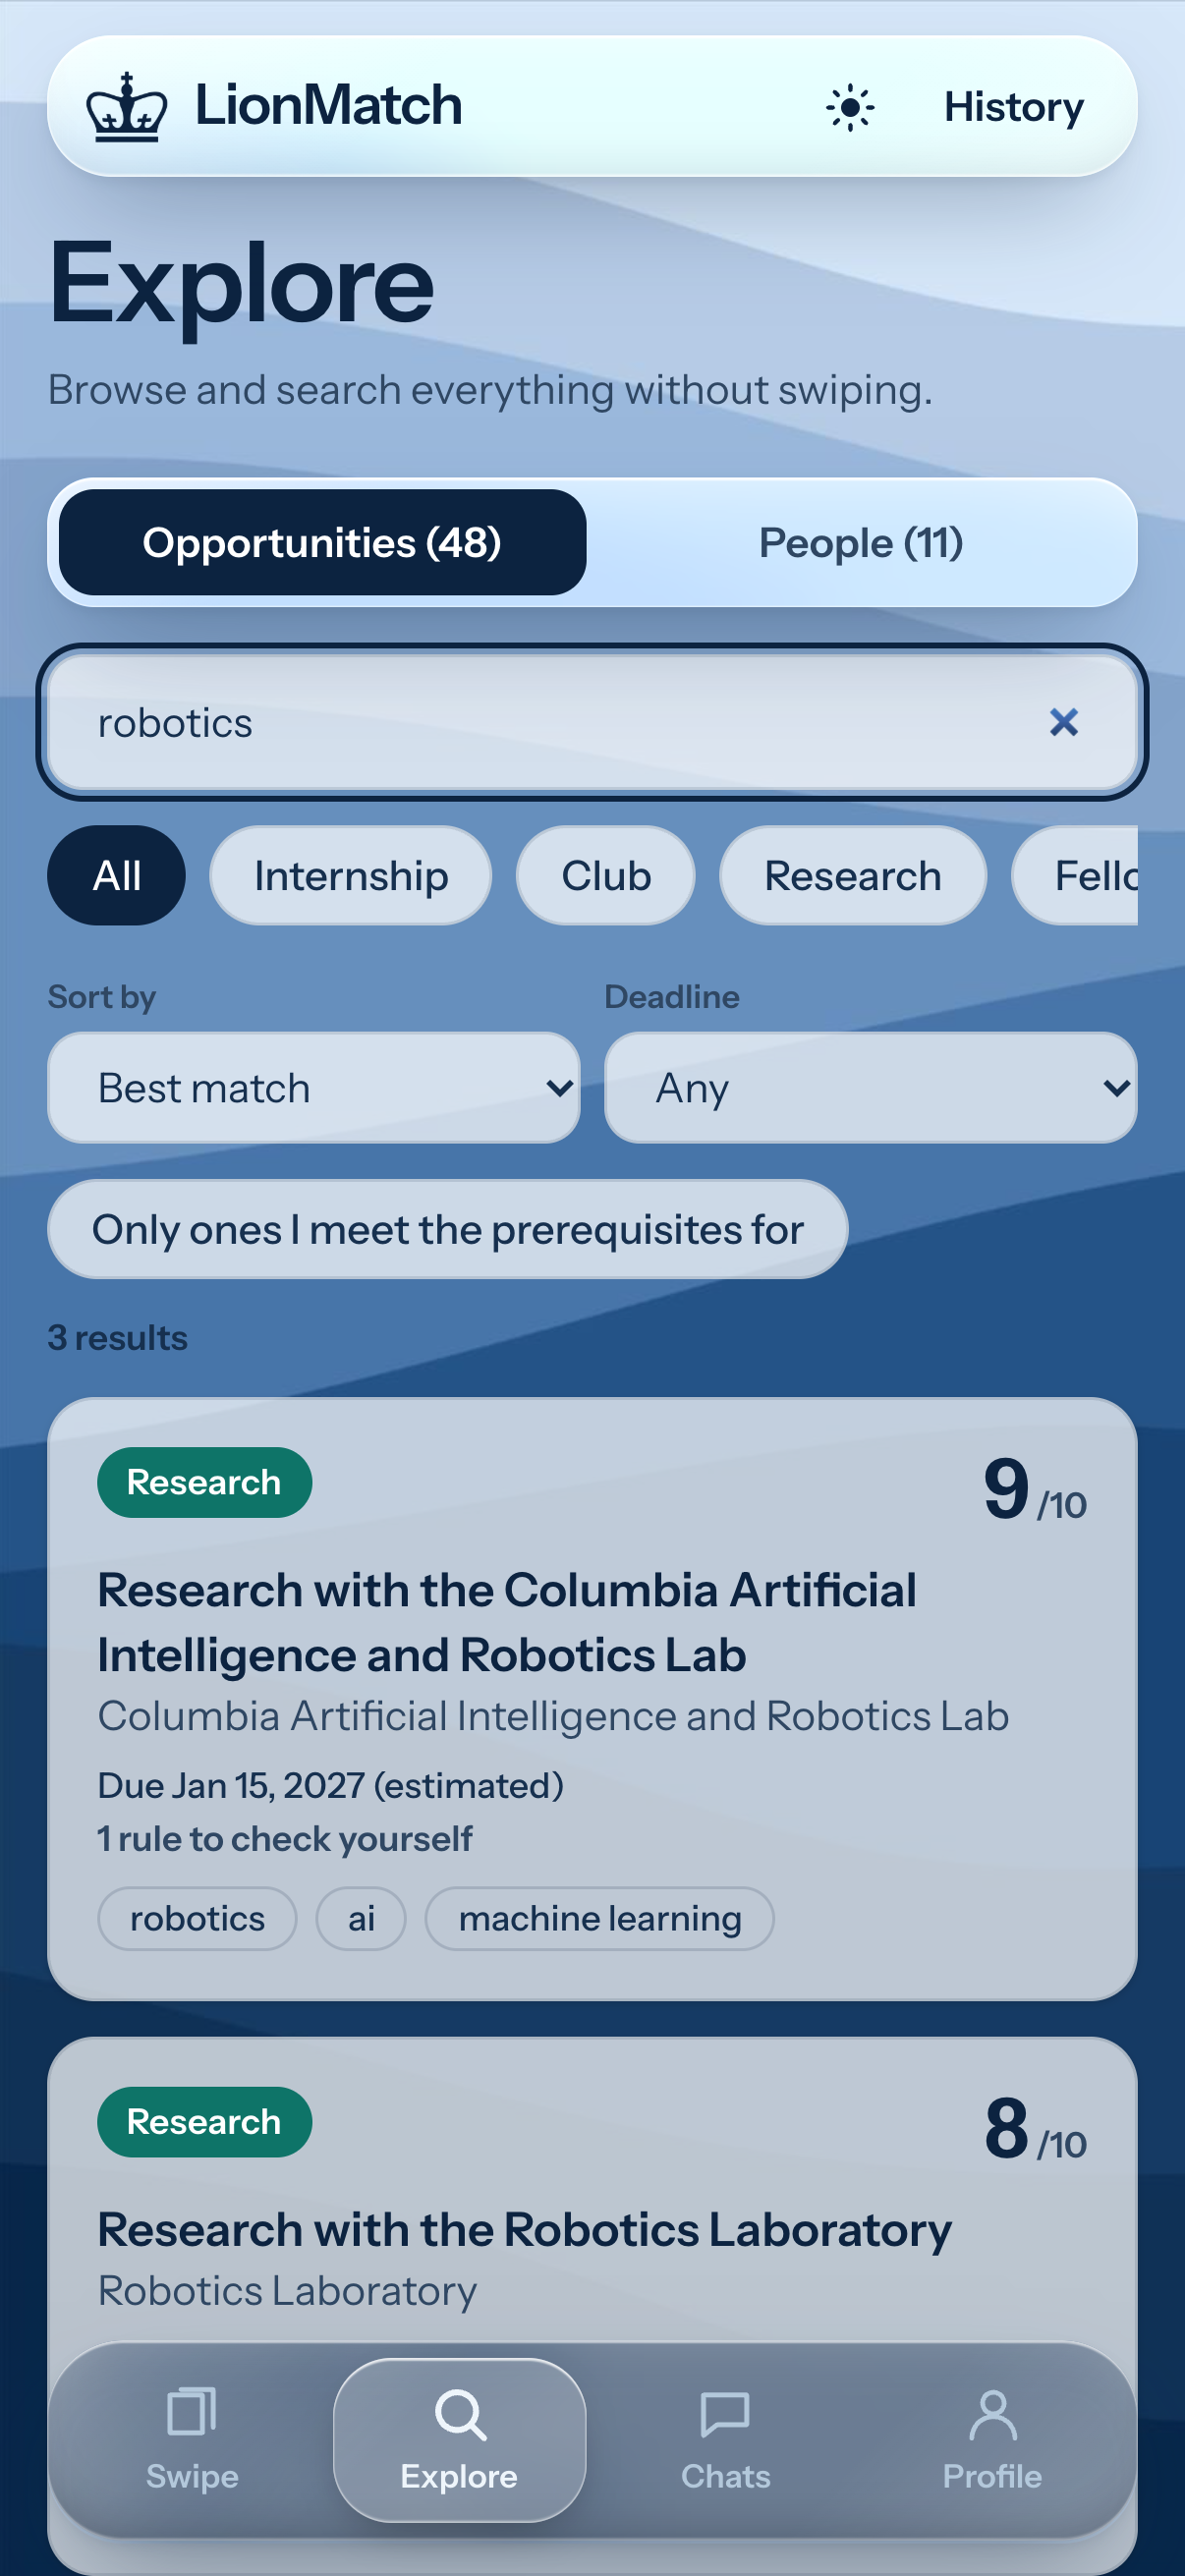 LionMatch
History
Explore
Browse and search everything without swiping.
Opportunities (48)
People (11)
robotics
All
Internship
Club
Research
Fello
Sort by
Deadline
Best match
Any
Only ones I meet the prerequisites for
3 results
Research
9/10
Research with the Columbia Artificial
Intelligence and Robotics Lab
Columbia Artificial Intelligence and Robotics Lab
Due Jan 15, 2027 (estimated)
1 rule to check yourself
robotics
ai
machine learning
Research
8/10
Research with the Robotics Laboratory
Robotics Laboratory
Swipe
Explore
Chats
Profile